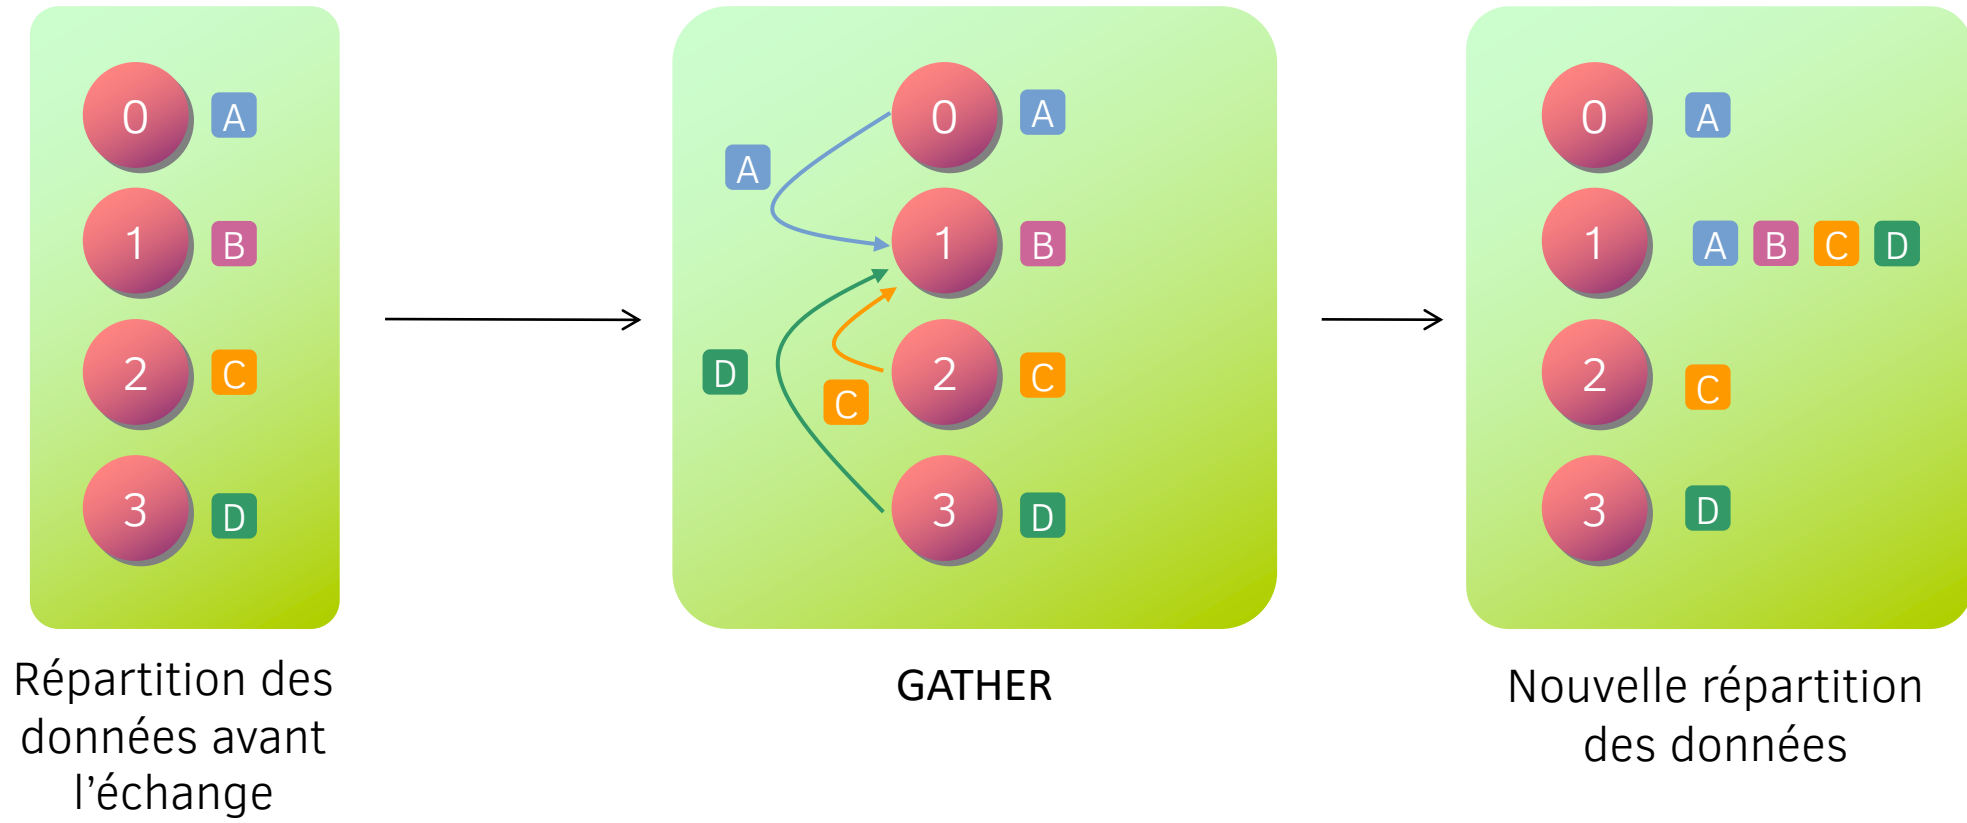 0 A
1 B
2 C
3 D
Répartition des
données avant
l’échange
0 A
A
1 B
D
2 C
C
3 D
GATHER
0 A
1 A B C D
2 C
3 D
Nouvelle répartition
des données